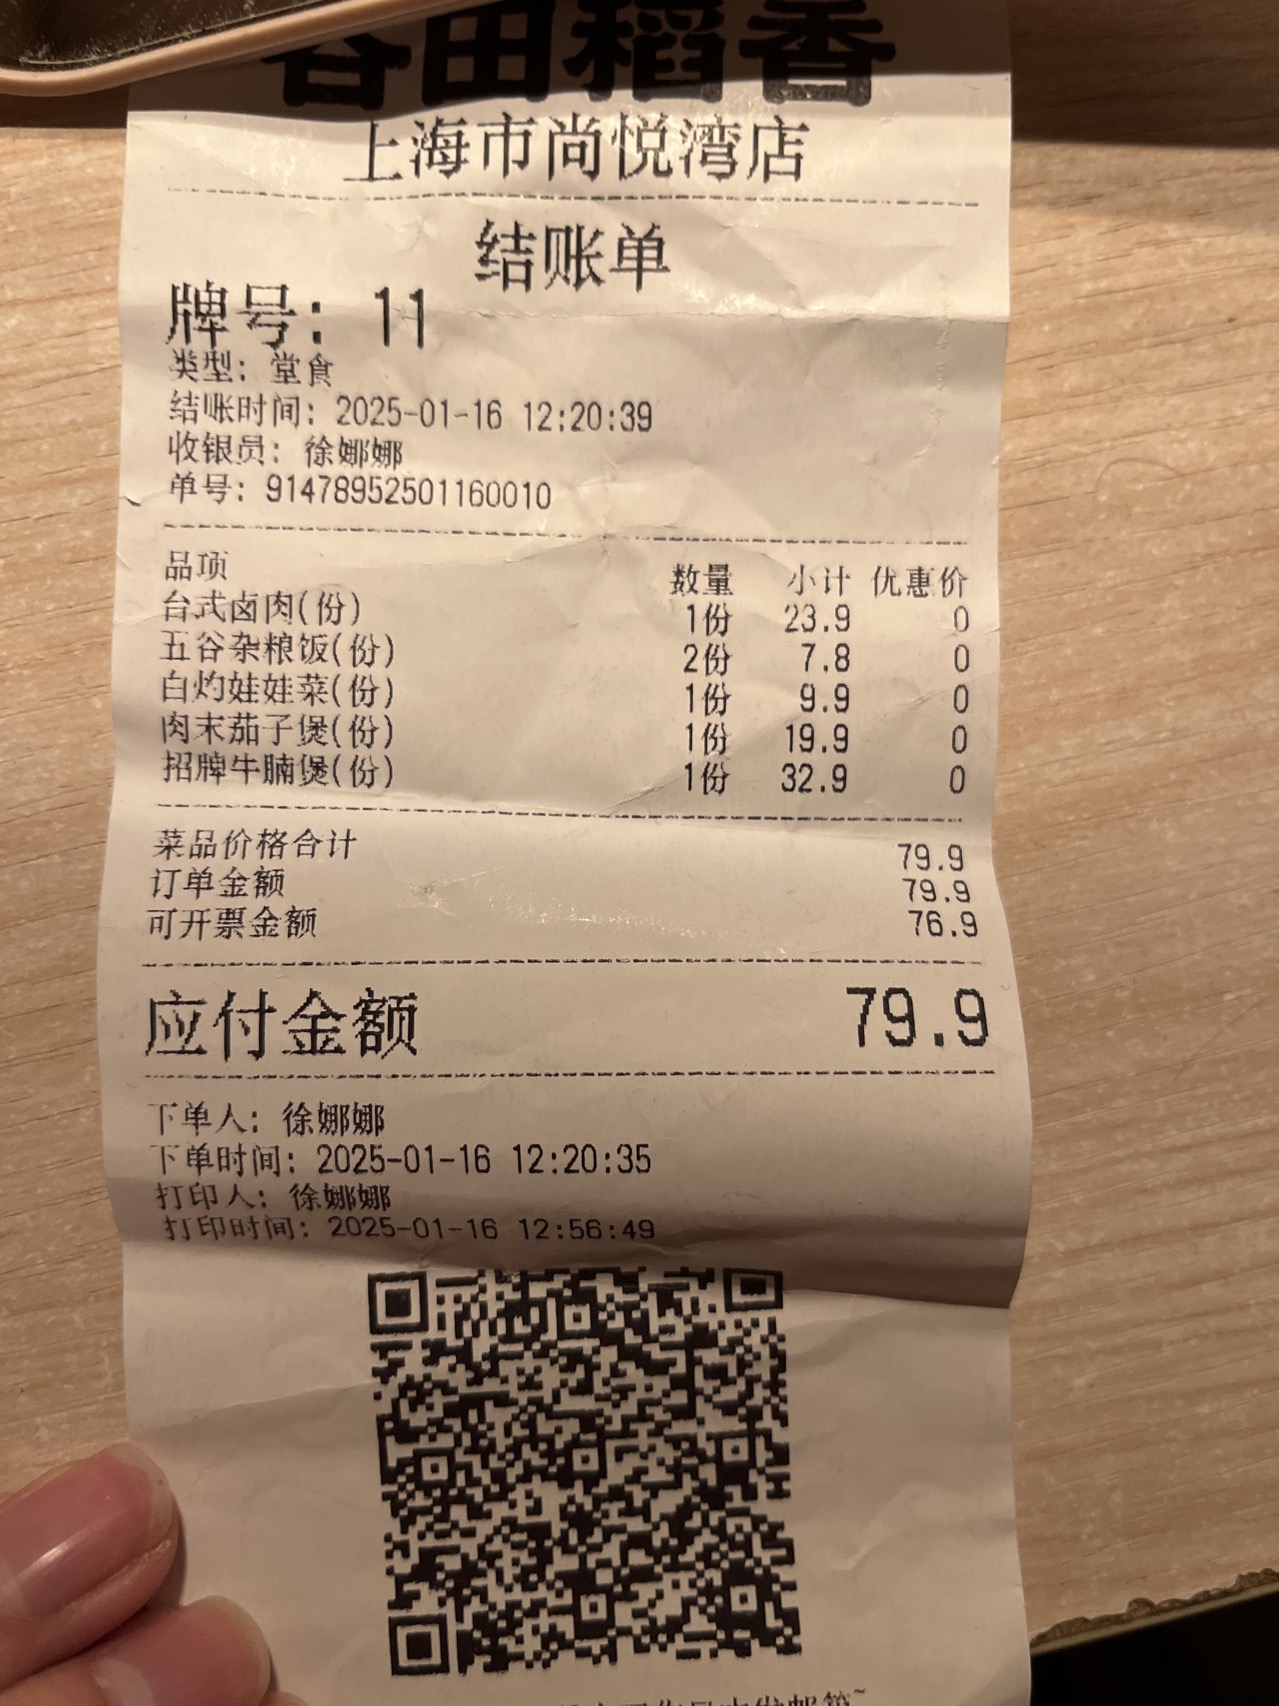 谷田稻香
上海市尚悦湾店
结账单
牌号: 11
类型: 堂食
结账时间: 2025-01-16 12:20:39
收银员: 徐娜娜
单号: 91478952501160010
品项 数量 小计 优惠价
台式卤肉(份) 1份 23.9 0
五谷杂粮饭(份) 2份 7.8 0
白灼娃娃菜(份) 1份 9.9 0
肉末茄子煲(份) 1份 19.9 0
招牌牛腩煲(份) 1份 32.9 0
菜品价格合计 79.9
订单金额 79.9
可开票金额 76.9
应付金额 79.9
下单人: 徐娜娜
下单时间: 2025-01-16 12:20:35
打印人: 徐娜娜
打印时间: 2025-01-16 12:56:49